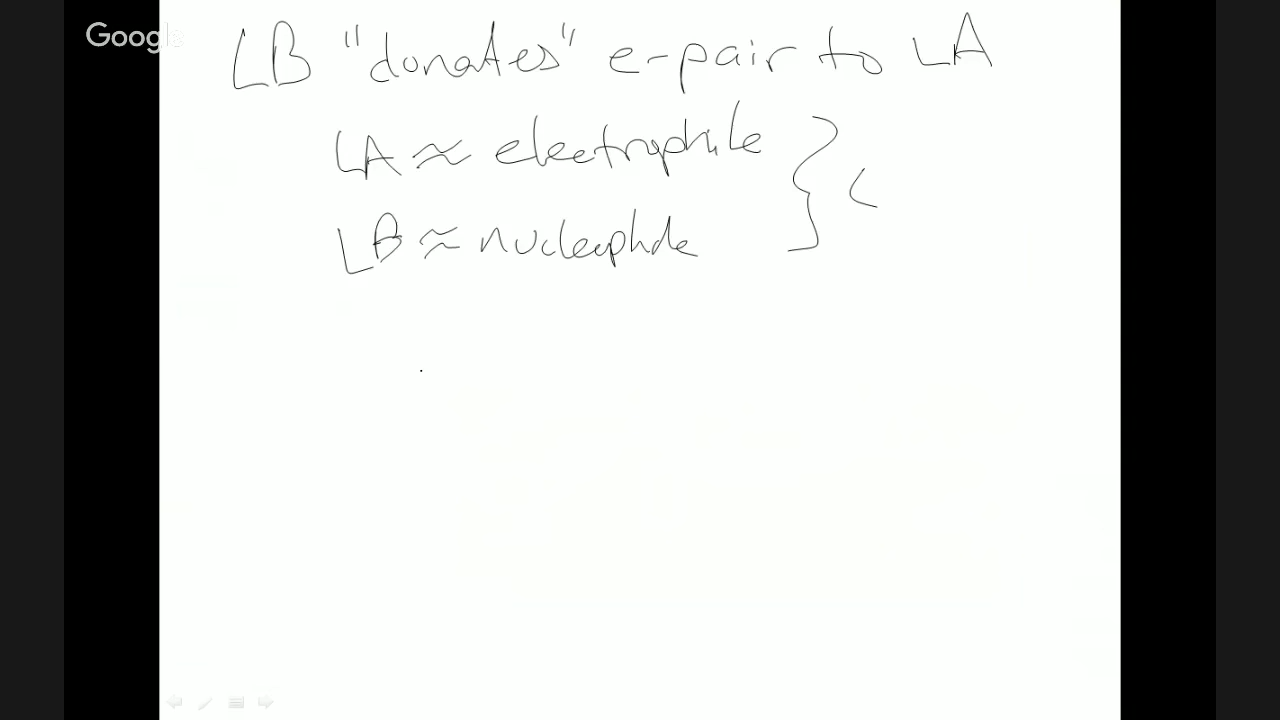 Google
LB "donates" e-pair to LA
LA ≈ electrophile
LB ≈ nucleophile